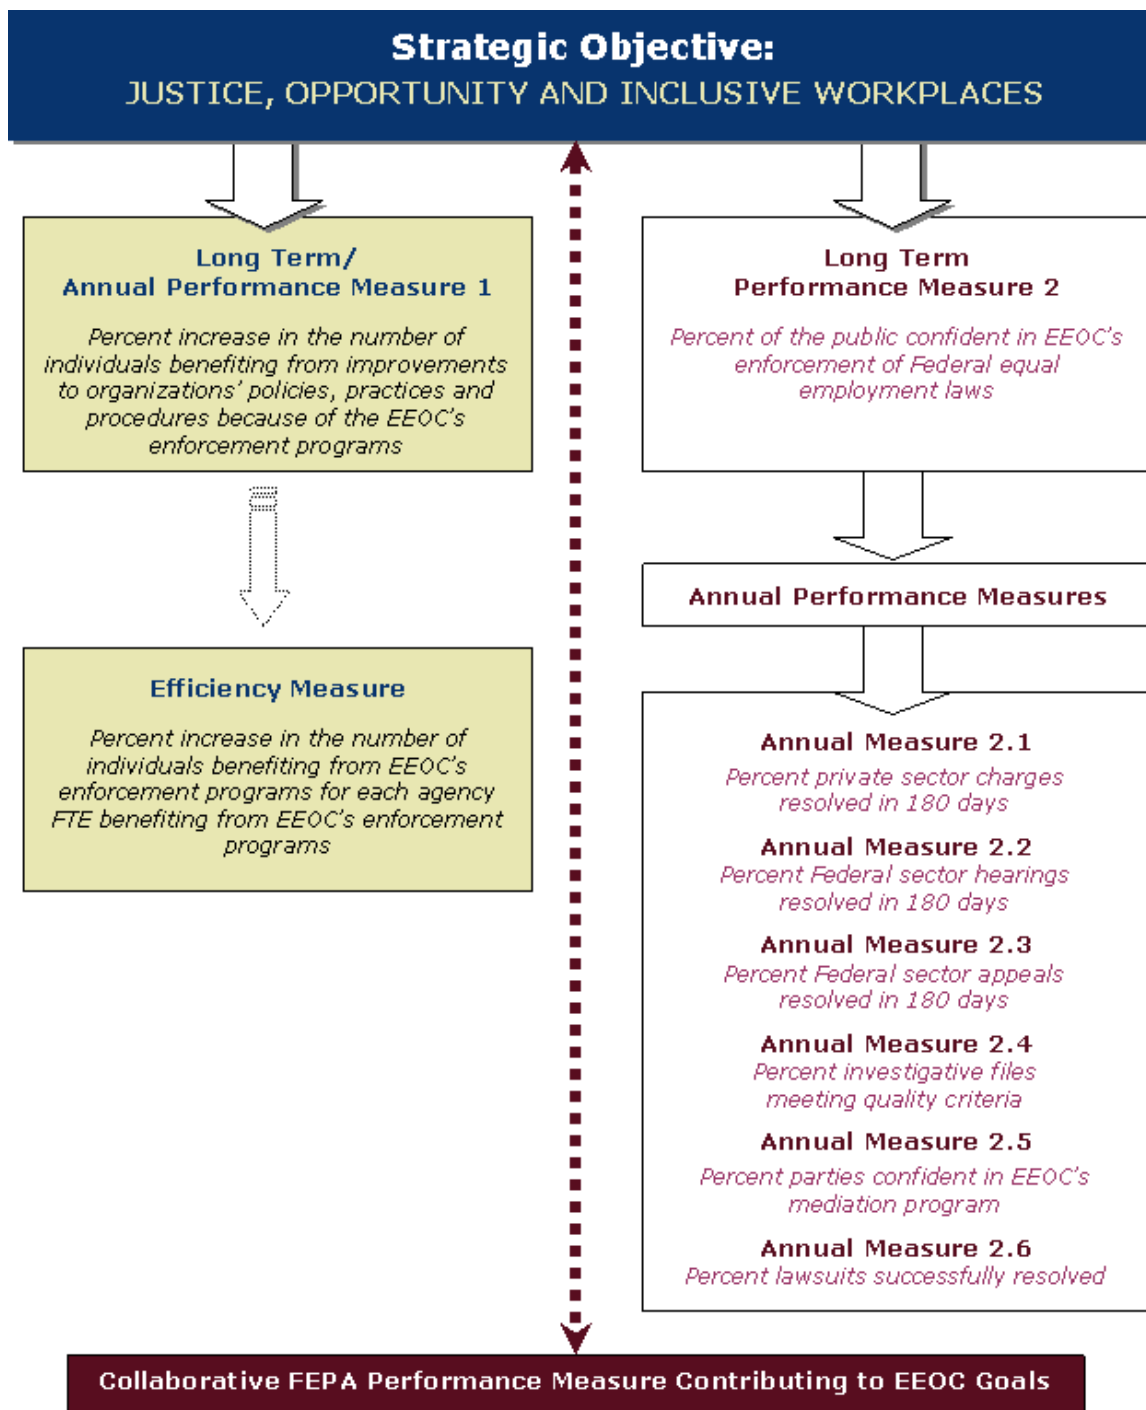 Strategic Objective:
JUSTICE, OPPORTUNITY AND INCLUSIVE WORKPLACES
Long Term/
Annual Performance Measure 1
Percent increase in the number of
individuals benefiting from improvements
to organizations' policies, practices and
procedures because of the EEOC's
enforcement programs
Efficiency Measure
Percent increase in the number of
individuals benefiting from EEOC's
enforcement programs for each agency
FTE benefiting from EEOC's enforcement
programs
Long Term
Performance Measure 2
Percent of the public confident in EEOC's
enforcement of Federal equal
employment laws
Annual Performance Measures
Annual Measure 2.1
Percent private sector charges
resolved in 180 days
Annual Measure 2.2
Percent Federal sector hearings
resolved in 180 days
Annual Measure 2.3
Percent Federal sector appeals
resolved in 180 days
Annual Measure 2.4
Percent investigative files
meeting quality criteria
Annual Measure 2.5
Percent parties confident in EEOC's
mediation program
Annual Measure 2.6
Percent lawsuits successfully resolved
Collaborative FEPA Performance Measure Contributing to EEOC Goals